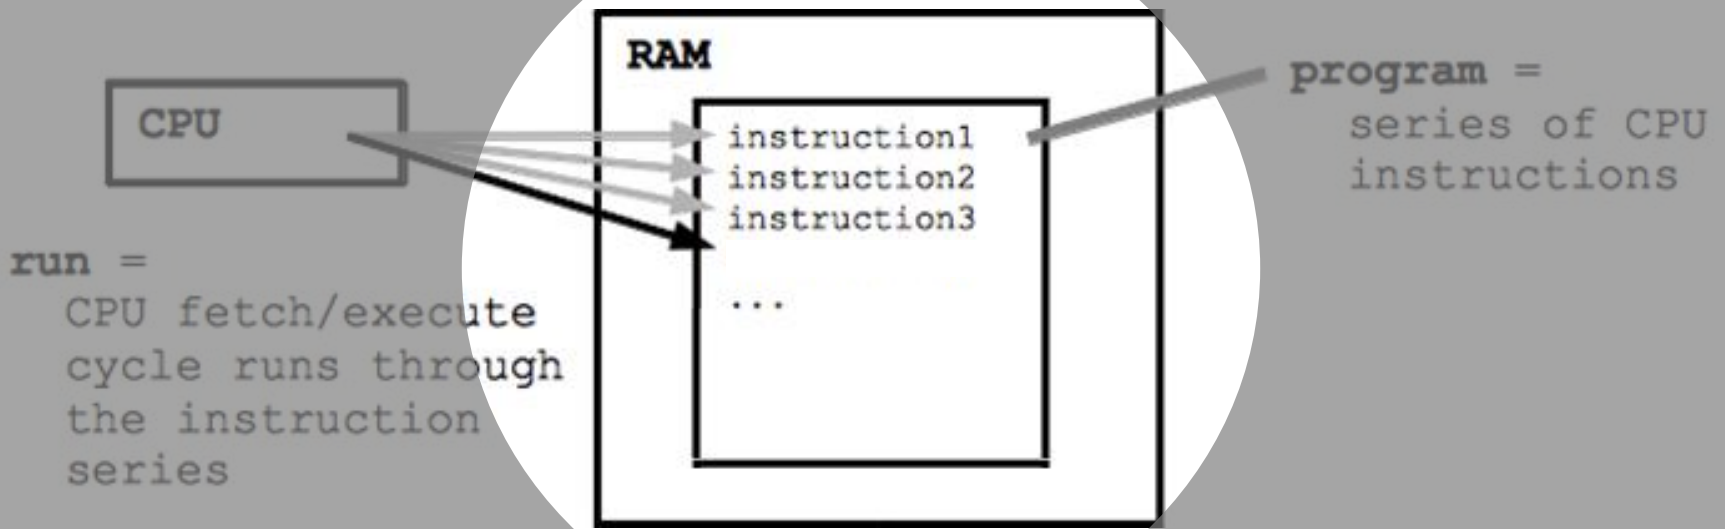 CPU
run =
CPU fetch/execute
cycle runs through
the instruction
series
RAM
instruction1
instruction2
instruction3
...
program =
series of CPU
instructions